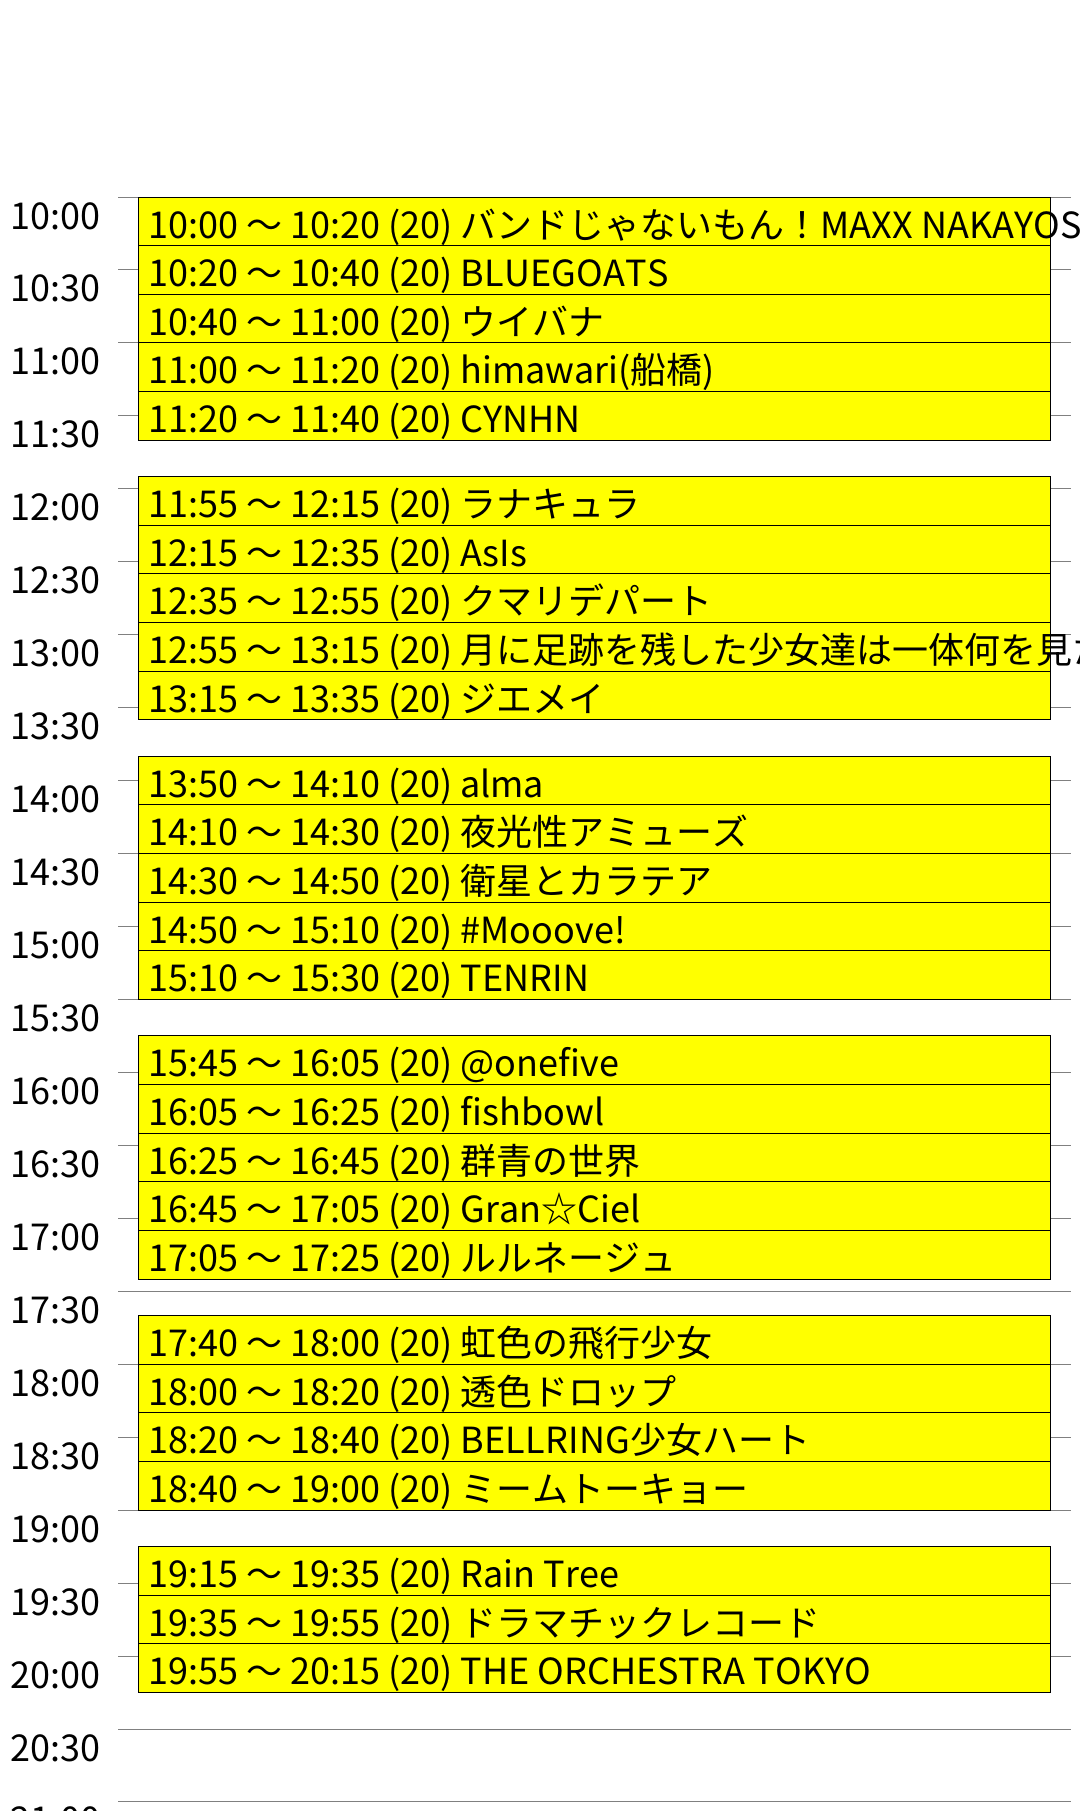 10:00
10:00 ～ 10:20 (20) バンドじゃないもん！MAXX NAKAYOS
10:20 ～ 10:40 (20) BLUEGOATS
10:30
10:40 ～ 11:00 (20) ウイバナ
11:00
11:00 ～ 11:20 (20) himawari(船橋)
11:20 ～ 11:40 (20) CYNHN
11:30
11:55 ～ 12:15 (20) ラナキュラ
12:00
12:15 ～ 12:35 (20) AsIs
12:30
12:35 ～ 12:55 (20) クマリデパート
12:55 ～ 13:15 (20) 月に足跡を残した少女達は一体何を見
13:00
13:15 ～ 13:35 (20) ジエメイ
13:30
13:50 ～ 14:10 (20) alma
14:00
14:10 ～ 14:30 (20) 夜光性アミューズ
14:30
14:30 ～ 14:50 (20) 衛星とカラテア
14:50 ～ 15:10 (20) #Mooove!
15:00
15:10 ～ 15:30 (20) TENRIN
15:30
15:45 ～ 16:05 (20) @onefive
16:00
16:05 ～ 16:25 (20) fishbowl
16:25 ～ 16:45 (20) 群青の世界
16:30
16:45 ～ 17:05 (20) Gran☆Ciel
17:00
17:05 ～ 17:25 (20) ルルネージュ
17:30
17:40 ～ 18:00 (20) 虹色の飛行少女
18:00
18:00 ～ 18:20 (20) 透色ドロップ
18:20 ～ 18:40 (20) BELLRING少女ハート
18:30
18:40 ～ 19:00 (20) ミームトーキョー
19:00
19:15 ～ 19:35 (20) Rain Tree
19:30
19:35 ～ 19:55 (20) ドラマチックレコード
19:55 ～ 20:15 (20) THE ORCHESTRA TOKYO
20:00
20:30